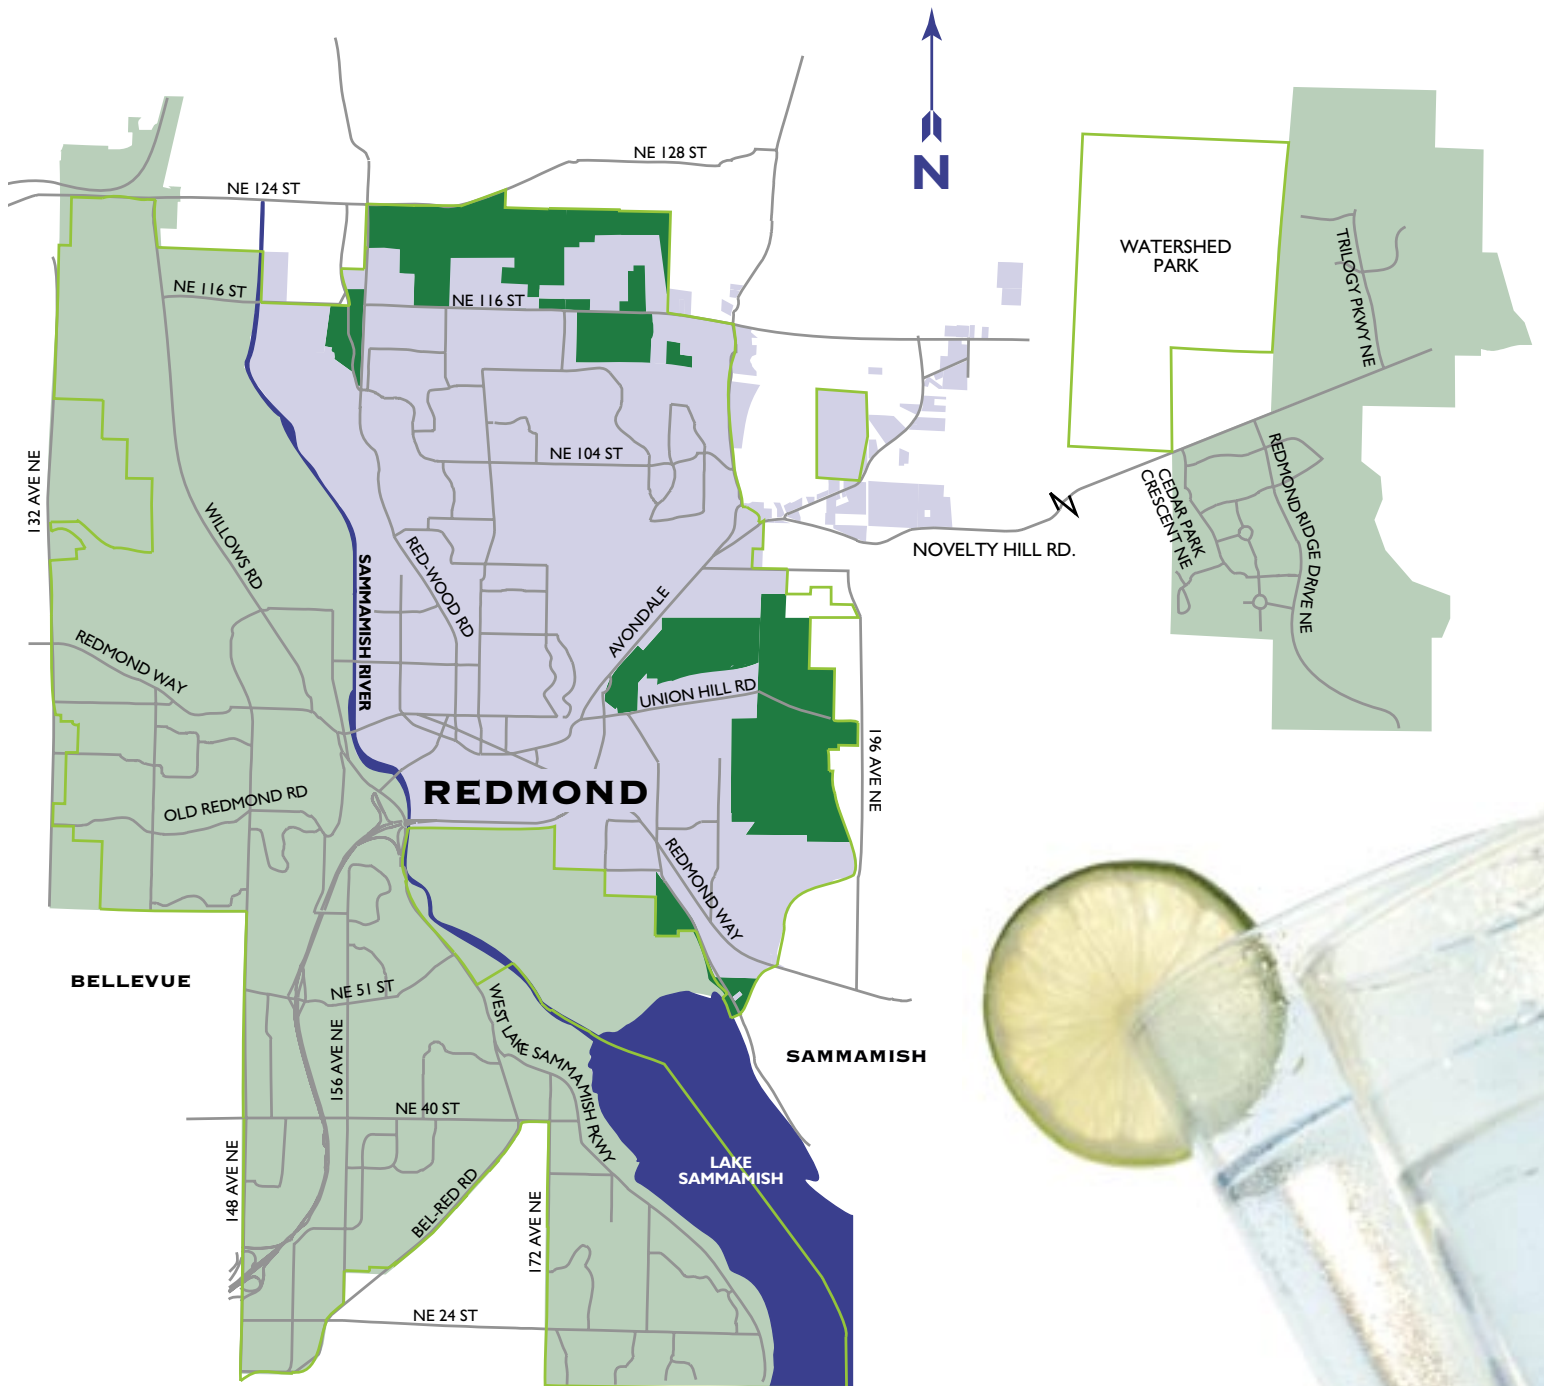 NE 128 ST
N
NE 124 ST
WATERSHED
PARK
TRILOGY PKWY NE
NE 116 ST
NE 116 ST
132 AVE NE
NE 104 ST
WILLOWS RD
RED-WOOD RD
SAMMAMISH RIVER
AVONDALE
NOVELTY HILL RD.
CEDAR PARK
CRESCENT NE
REDMOND RIDGE DRIVE NE
REDMOND WAY
UNION HILL RD
196 AVE NE
OLD REDMOND RD
REDMOND
REDMOND WAY
BELLEVUE
NE 51 ST
156 AVE NE
WEST LAKE SAMMAMISH PKWY
SAMMAMISH
NE 40 ST
148 AVE NE
BEL-RED RD
172 AVE NE
LAKE
SAMMAMISH
NE 24 ST